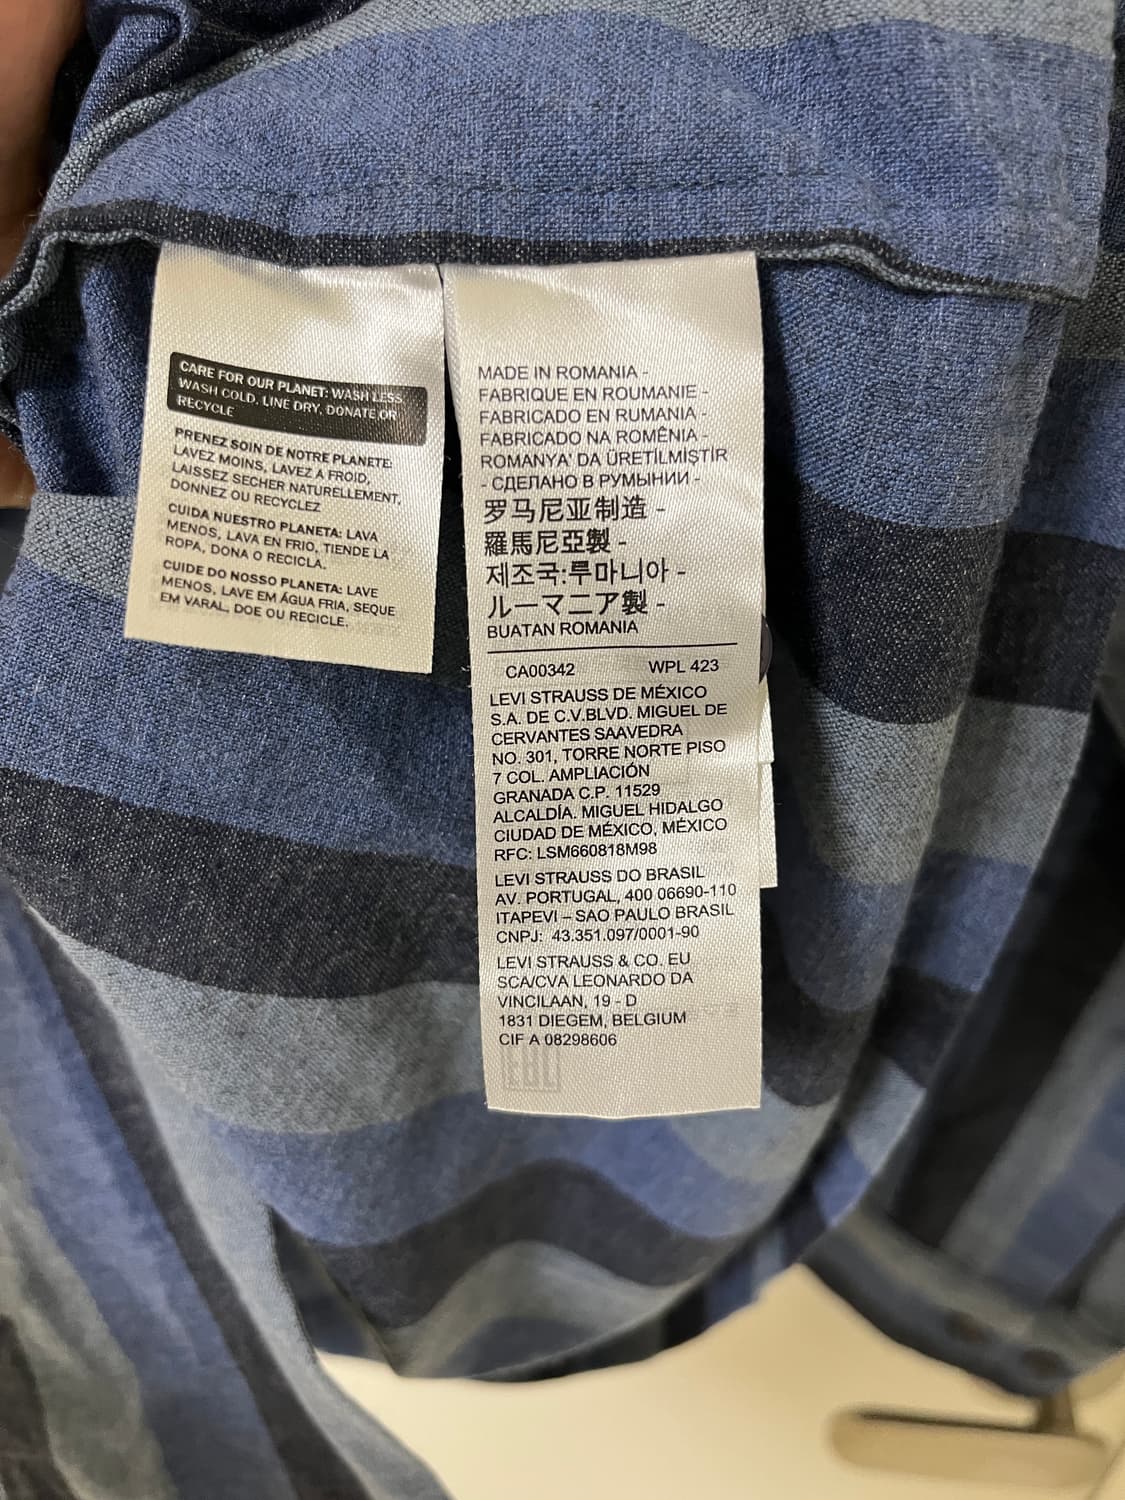 CARE FOR OUR PLANET: WASH LESS,
WASH COLD, LINE DRY, DONATE OR
RECYCLE
PRENEZ SOIN DE NOTRE PLANETE:
LAVEZ MOINS, LAVEZ A FROID,
LAISSEZ SECHER NATURELLEMENT,
DONNEZ OU RECYCLEZ
CUIDA NUESTRO PLANETA: LAVA
MENOS, LAVA EN FRIO, TIENDE LA
ROPA, DONA O RECICLA.
CUIDE DO NOSSO PLANETA: LAVE
MENOS, LAVE EM ÁGUA FRIA, SEQUE
EM VARAL, DOE OU RECICLE.
MADE IN ROMANIA -
FABRIQUE EN ROUMANIE -
FABRICADO EN RUMANIA -
FABRICADO NA ROMÊNIA -
ROMANYA' DA ÜRETİLMİŞTİR
- СДЕЛАНО В РУМЫНИИ -
罗马尼亚制造 -
羅馬尼亞製 -
제조국:루마니아 -
ルーマニア製 -
BUATAN ROMANIA
CA00342 WPL 423
LEVI STRAUSS DE MÉXICO
S.A. DE C.V.BLVD. MIGUEL DE
CERVANTES SAAVEDRA
NO. 301, TORRE NORTE PISO
7 COL. AMPLIACIÓN
GRANADA C.P. 11529
ALCALDÍA. MIGUEL HIDALGO
CIUDAD DE MÉXICO, MÉXICO
RFC: LSM660818M98
LEVI STRAUSS DO BRASIL
AV. PORTUGAL, 400 06690-110
ITAPEVI – SAO PAULO BRASIL
CNPJ: 43.351.097/0001-90
LEVI STRAUSS & CO. EU
SCA/CVA LEONARDO DA
VINCILAAN, 19 - D
1831 DIEGEM, BELGIUM
CIF A 08298606